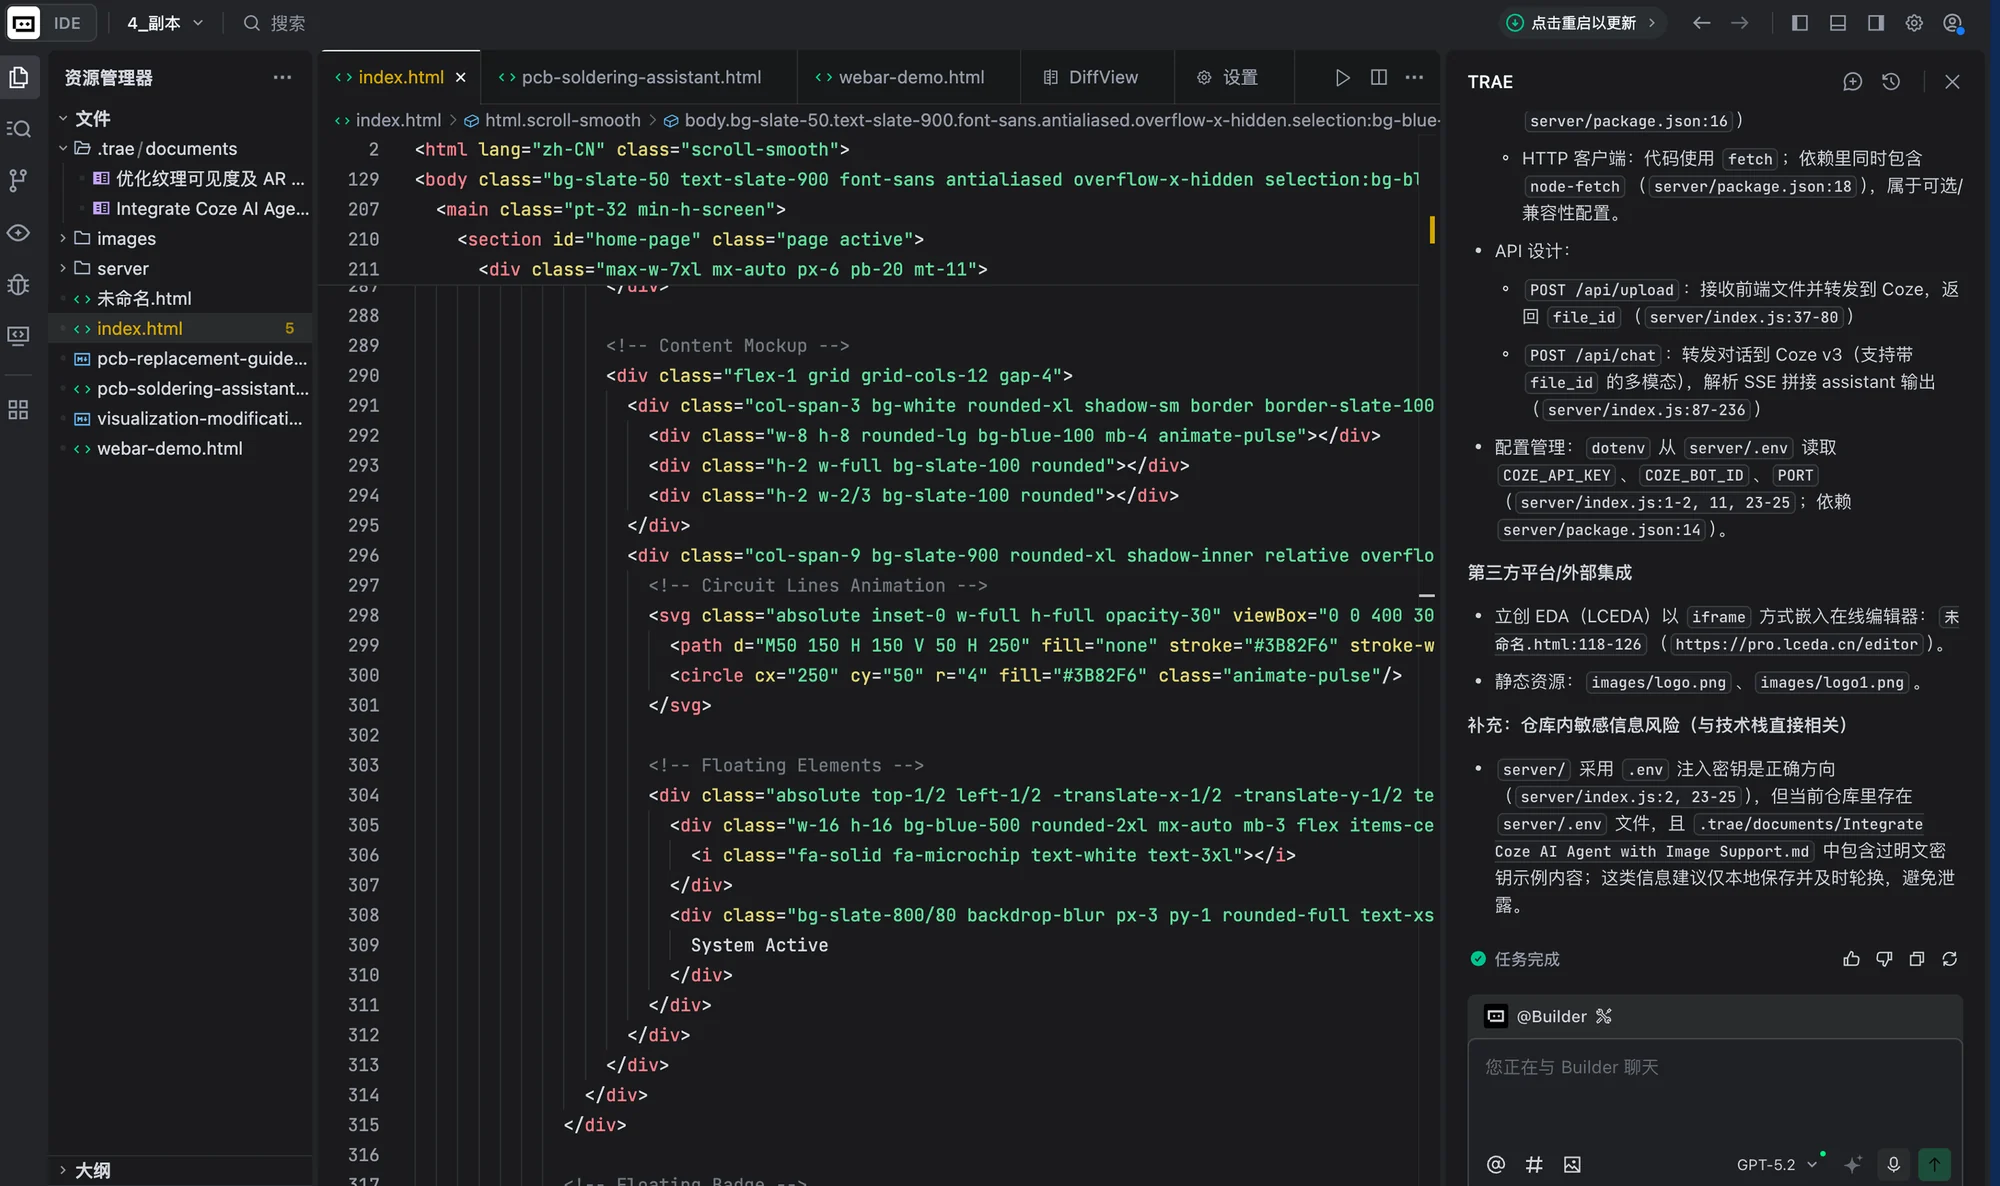 IDE
4_副本
搜索
点击重启以更新
资源管理器
文件
.trae/documents
优化纹理可见度及 AR ...
Integrate Coze AI Age...
images
server
未命名.html
index.html 5
pcb-replacement-guide...
pcb-soldering-assistant...
visualization-modificati...
webar-demo.html
大纲
index.html
pcb-soldering-assistant.html
webar-demo.html
DiffView
设置
index.html > html.scroll-smooth > body.bg-slate-50.text-slate-900.font-sans.antialiased.overflow-x-hidden.selection:bg-blue-
2 <html lang="zh-CN" class="scroll-smooth">
129 <body class="bg-slate-50 text-slate-900 font-sans antialiased overflow-x-hidden selection:bg-bl
207 <main class="pt-32 min-h-screen">
210 <section id="home-page" class="page active">
211 <div class="max-w-7xl mx-auto px-6 pb-20 mt-11">
287 </div>
288
289 <!-- Content Mockup -->
290 <div class="flex-1 grid grid-cols-12 gap-4">
291 <div class="col-span-3 bg-white rounded-xl shadow-sm border border-slate-100
292 <div class="w-8 h-8 rounded-lg bg-blue-100 mb-4 animate-pulse"></div>
293 <div class="h-2 w-full bg-slate-100 rounded"></div>
294 <div class="h-2 w-2/3 bg-slate-100 rounded"></div>
295 </div>
296 <div class="col-span-9 bg-slate-900 rounded-xl shadow-inner relative overflo
297 <!-- Circuit Lines Animation -->
298 <svg class="absolute inset-0 w-full h-full opacity-30" viewBox="0 0 400 30
299 <path d="M50 150 H 150 V 50 H 250" fill="none" stroke="#3B82F6" stroke-w
300 <circle cx="250" cy="50" r="4" fill="#3B82F6" class="animate-pulse"/>
301 </svg>
302
303 <!-- Floating Elements -->
304 <div class="absolute top-1/2 left-1/2 -translate-x-1/2 -translate-y-1/2 te
305 <div class="w-16 h-16 bg-blue-500 rounded-2xl mx-auto mb-3 flex items-ce
306 <i class="fa-solid fa-microchip text-white text-3xl"></i>
307 </div>
308 <div class="bg-slate-800/80 backdrop-blur px-3 py-1 rounded-full text-xs
309 System Active
310 </div>
311 </div>
312 </div>
313 </div>
314 </div>
315 </div>
316
317 <!-- Floating Badge -->
TRAE
server/package.json:16 )
HTTP 客户端：代码使用 fetch ；依赖里同时包含
node-fetch （ server/package.json:18 ），属于可选/
兼容性配置。
API 设计：
POST /api/upload ：接收前端文件并转发到 Coze，返
回 file_id （ server/index.js:37-80 ）
POST /api/chat ：转发对话到 Coze v3（支持带
file_id 的多模态），解析 SSE 拼接 assistant 输出
（ server/index.js:87-236 ）
配置管理： dotenv 从 server/.env 读取
COZE_API_KEY 、 COZE_BOT_ID 、 PORT
（ server/index.js:1-2, 11, 23-25 ；依赖
server/package.json:14 ）。
第三方平台/外部集成
立创 EDA（LCEDA）以 iframe 方式嵌入在线编辑器： 未
命名.html:118-126 （ https://pro.lceda.cn/editor ）。
静态资源： images/logo.png 、 images/logo1.png 。
补充：仓库内敏感信息风险（与技术栈直接相关）
server/ 采用 .env 注入密钥是正确方向
（ server/index.js:2, 23-25 ），但当前仓库里存在
server/.env 文件，且 .trae/documents/Integrate
Coze AI Agent with Image Support.md 中包含过明文密
钥示例内容；这类信息建议仅本地保存并及时轮换，避免泄
露。
任务完成
@Builder
您正在与 Builder 聊天
GPT-5.2